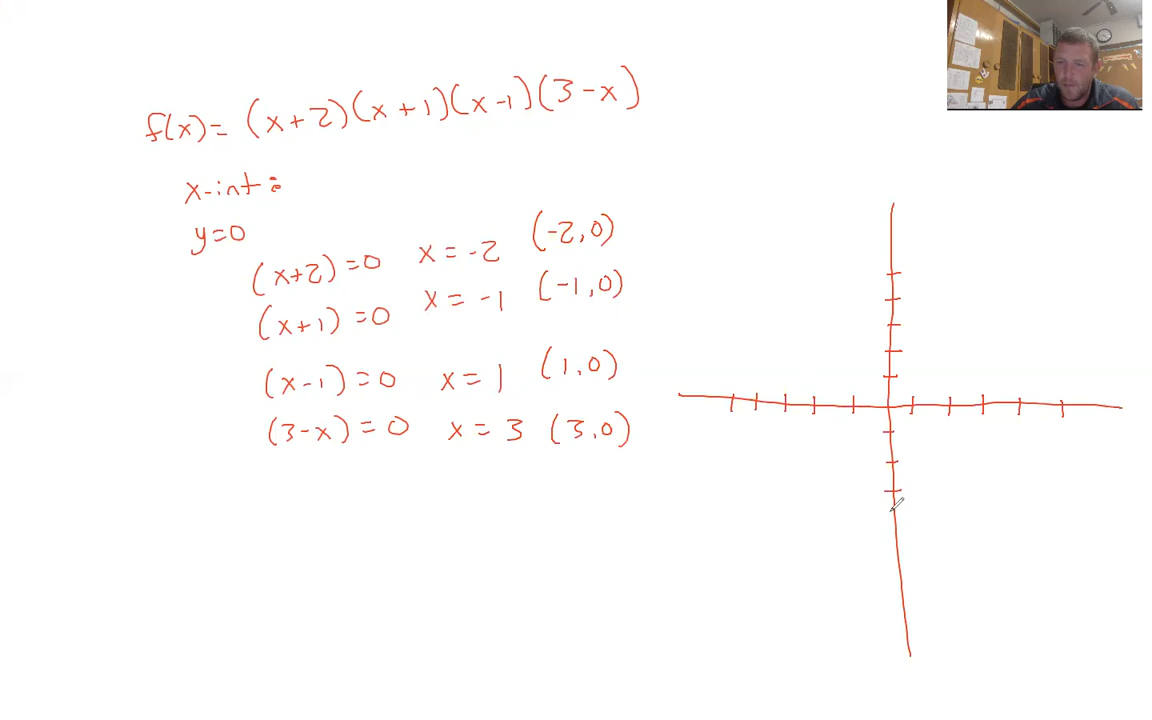 f(x) = (x+2)(x+1)(x-1)(3-x)
x-int:
y=0
(x+2)=0 x = -2 (-2,0)
(x+1)=0 x = -1 (-1,0)
(x-1)=0 x = 1 (1,0)
(3-x)=0 x = 3 (3,0)